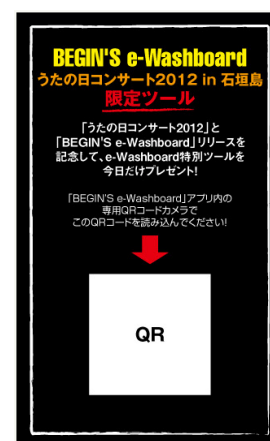 BEGIN'S e-Washboard
うたの日コンサート2012 in 石垣島
限定ツール
「うたの日コンサート2012」と
「BEGIN'S e-Washboard」リリースを
記念して、e-Washboard特別ツールを
今日だけプレゼント!
「BEGIN'S e-Washboard」アプリ内の
専用QRコードカメラで
このQRコードを読み込んでください!
QR